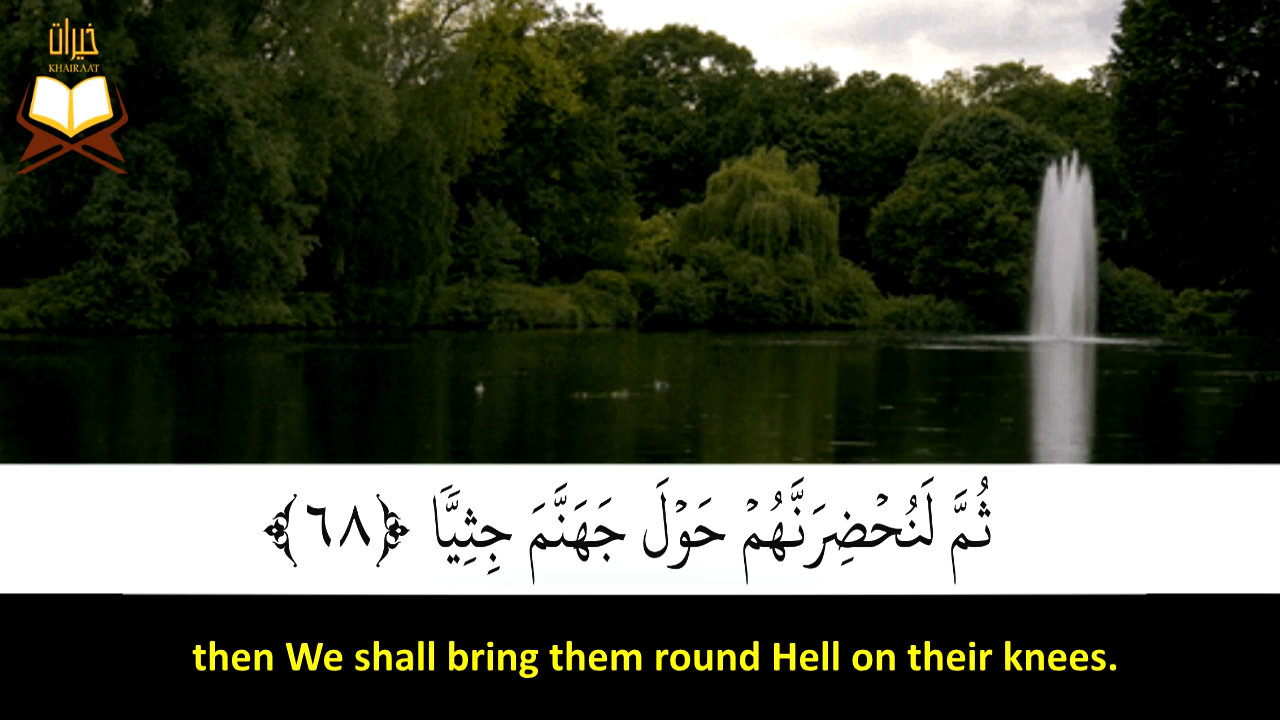 خيرات
KHAIRAAT
ثُمَّ لَنُحْضِرَنَّهُمْ حَوْلَ جَهَنَّمَ جِثِيًّا ﴿٦٨﴾
then We shall bring them round Hell on their knees.